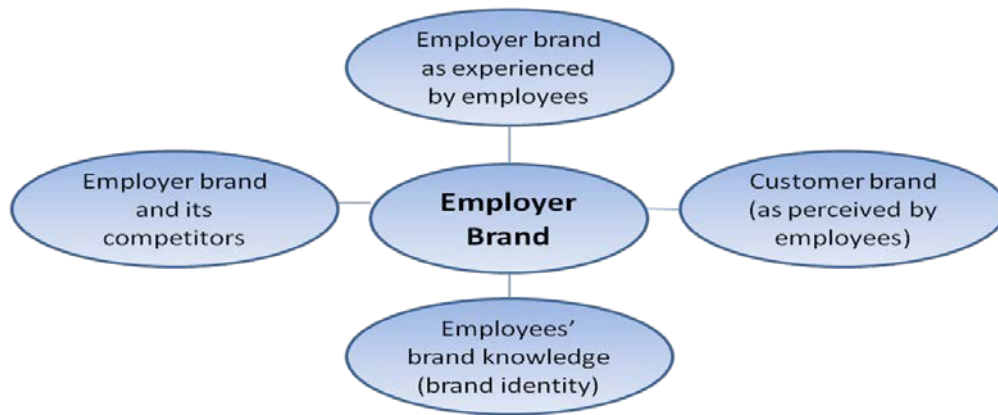 Employer brand
as experienced
by employees
Employer brand
and its
competitors
Employer
Brand
Customer brand
(as perceived by
employees)
Employees’
brand knowledge
(brand identity)